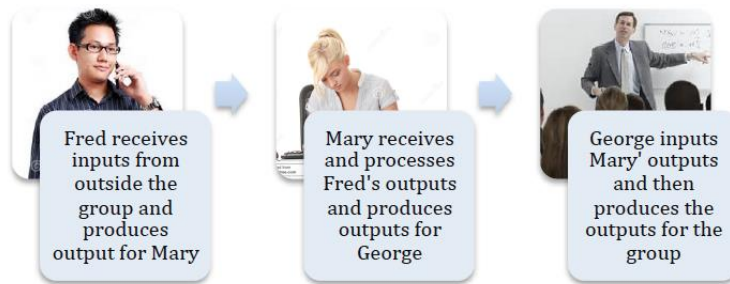 Fred receives
inputs from
outside the
group and
produces
output for Mary
Mary receives
and processes
Fred's outputs
and produces
outputs for
George
George inputs
Mary' outputs
and then
produces the
outputs for the
group